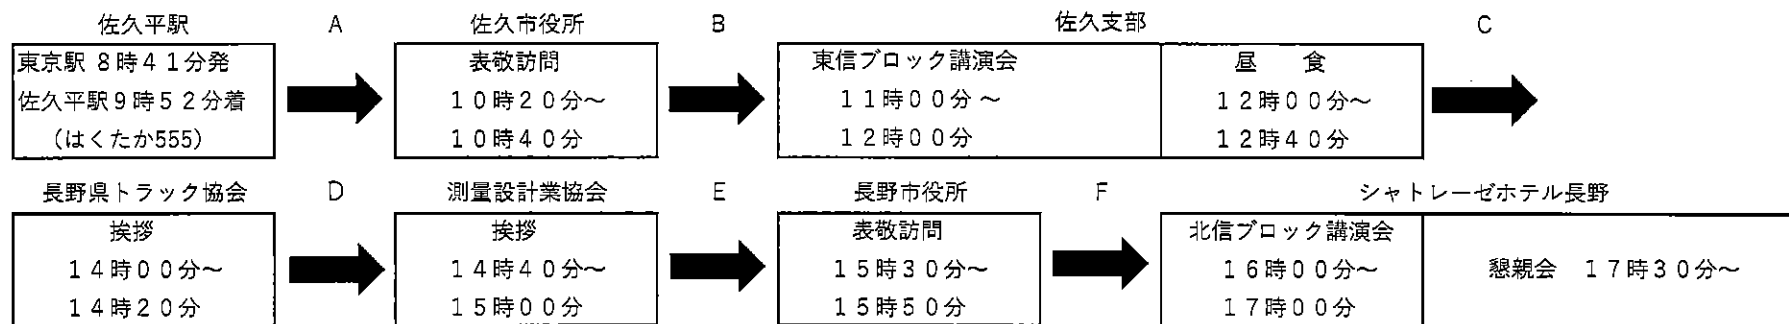 佐久平駅 A 佐久市役所 B 佐久支部 C
東京駅 8時41分発
佐久平駅9時52分着
(はくたか555)
表敬訪問
10時20分~
10時40分
東信ブロック講演会
11時00分~
12時00分
昼 食
12時00分~
12時40分
長野県トラック協会 D 測量設計業協会 E 長野市役所 F シャトレーゼホテル長野
挨拶
14時00分~
14時20分
挨拶
14時40分~
15時00分
表敬訪問
15時30分~
15時50分
北信ブロック講演会
16時00分~
17時00分
懇親会 17時30分~